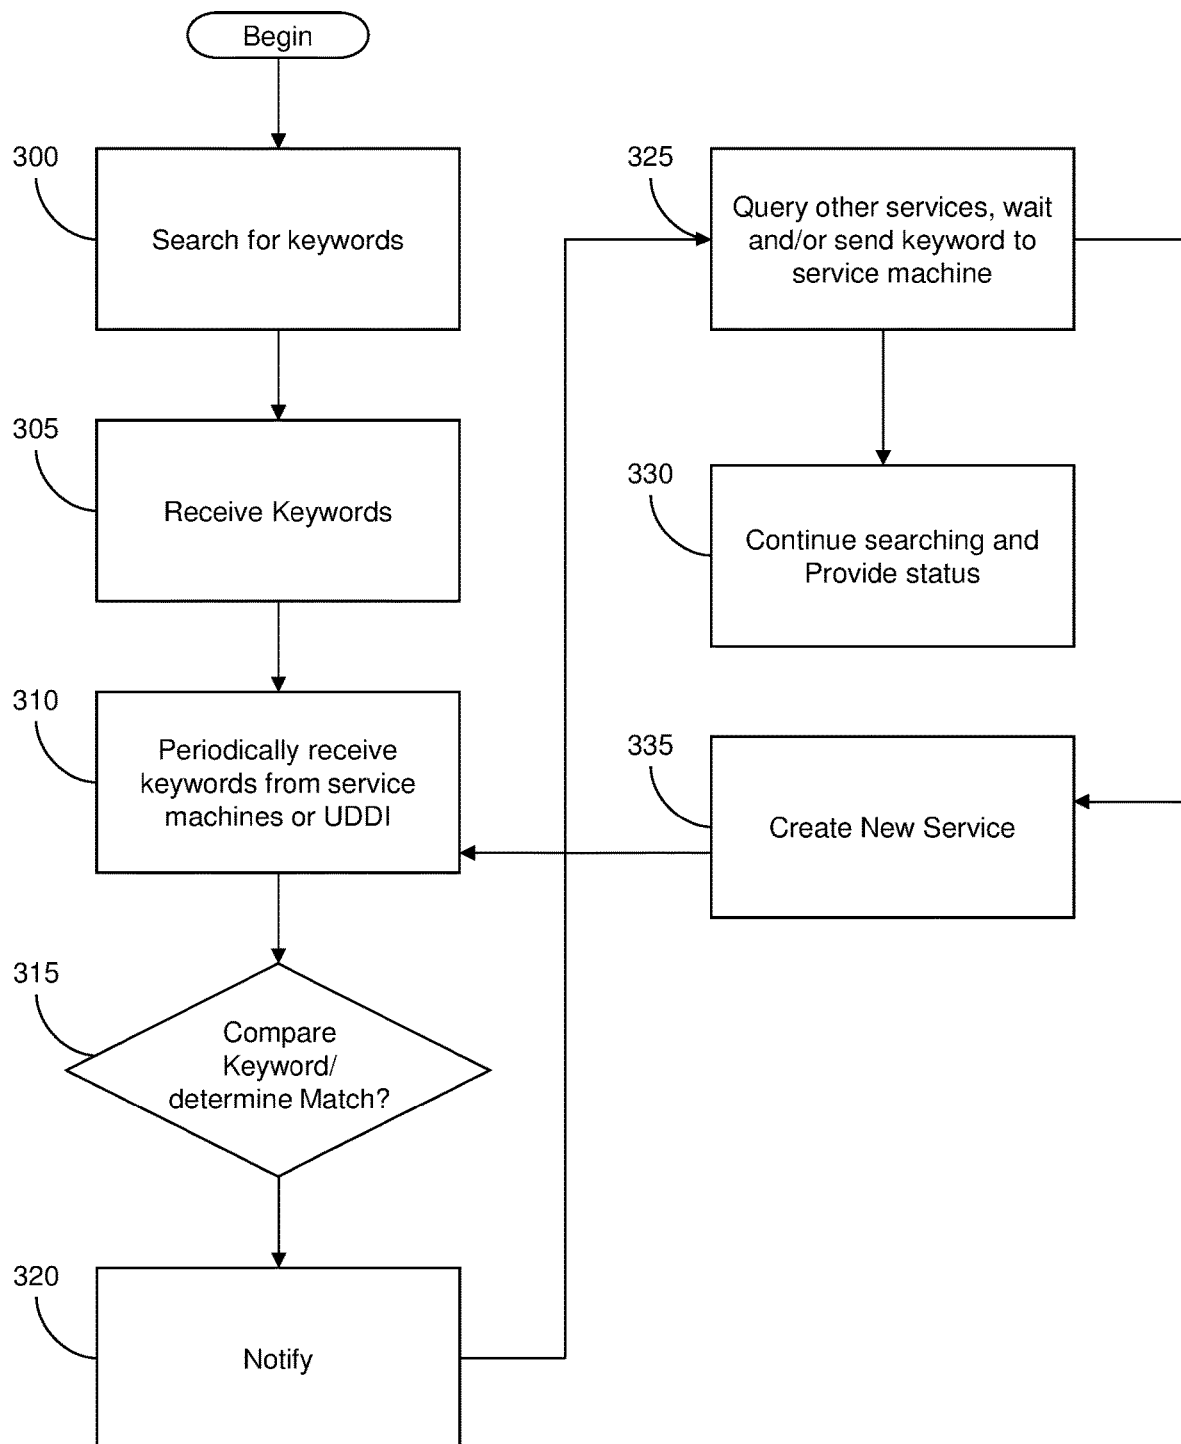 Begin
300
Search for keywords
305
Receive Keywords
310
Periodically receive
keywords from service
machines or UDDI
315
Compare
Keyword/
determine Match?
320
Notify
325
Query other services, wait
and/or send keyword to
service machine
330
Continue searching and
Provide status
335
Create New Service